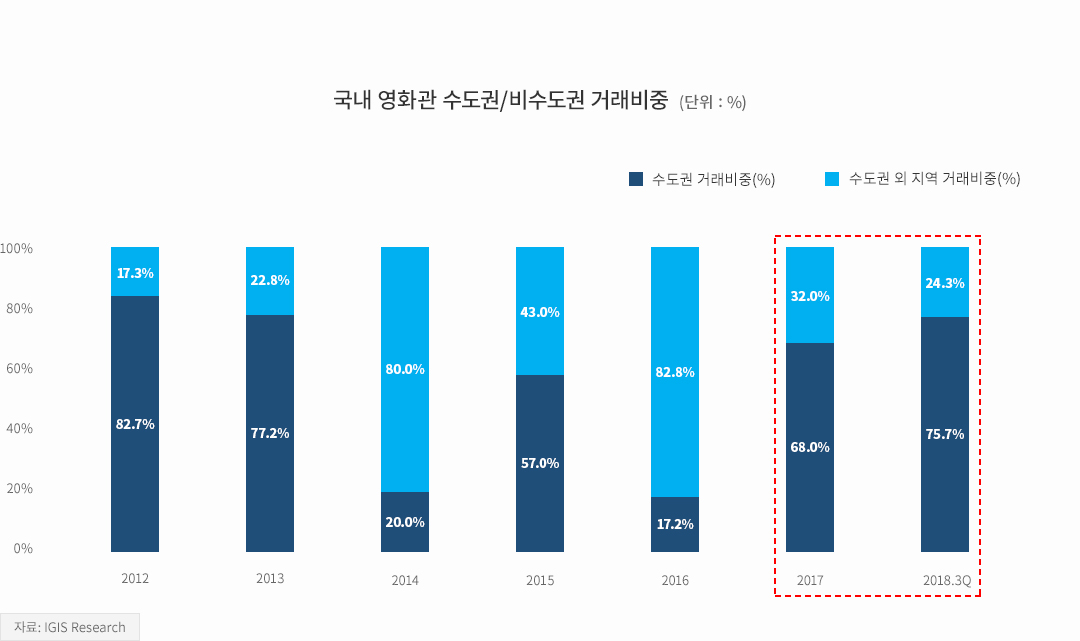 국내 영화관 수도권/비수도권 거래비중 (단위 : %)
수도권 거래비중(%) 수도권 외 지역 거래비중(%)
100%
80%
60%
40%
20%
0%
17.3% 22.8% 80.0% 43.0% 82.8% 32.0% 24.3%
82.7% 77.2% 20.0% 57.0% 17.2% 68.0% 75.7%
2012 2013 2014 2015 2016 2017 2018.3Q
자료: IGIS Research